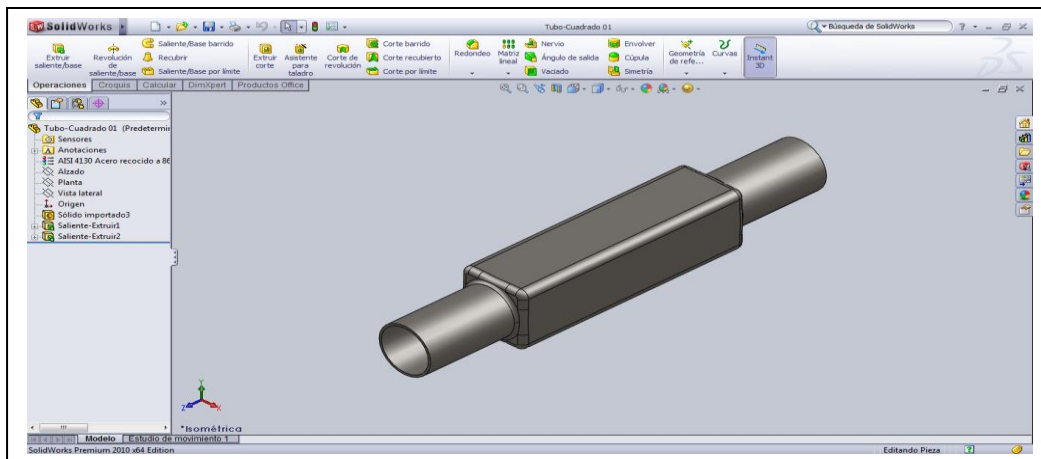 SolidWorks
Tubo-Cuadrado 01
Búsqueda de SolidWorks
Extruir saliente/base
Revolución de saliente/base
Saliente/Base barrido
Recubrir
Saliente/Base por límite
Extruir corte
Asistente para taladro
Corte de revolución
Corte barrido
Corte recubierto
Corte por límite
Redondeo
Matriz lineal
Nervio
Ángulo de salida
Vaciado
Envolver
Cúpula
Simetría
Geometría de refe...
Curvas
Instant 3D
Operaciones Croquis Calcular DimXpert Productos Office
Tubo-Cuadrado 01 (Predetermi
Sensores
Anotaciones
AISI 4130 Acero recocido a 86
Alzado
Planta
Vista lateral
Origen
Sólido importado3
Saliente-Extruir1
Saliente-Extruir2
Y
Z
X
*Isométrica
Modelo Estudio de movimiento 1
SolidWorks Premium 2010 x64 Edition
Editando Pieza